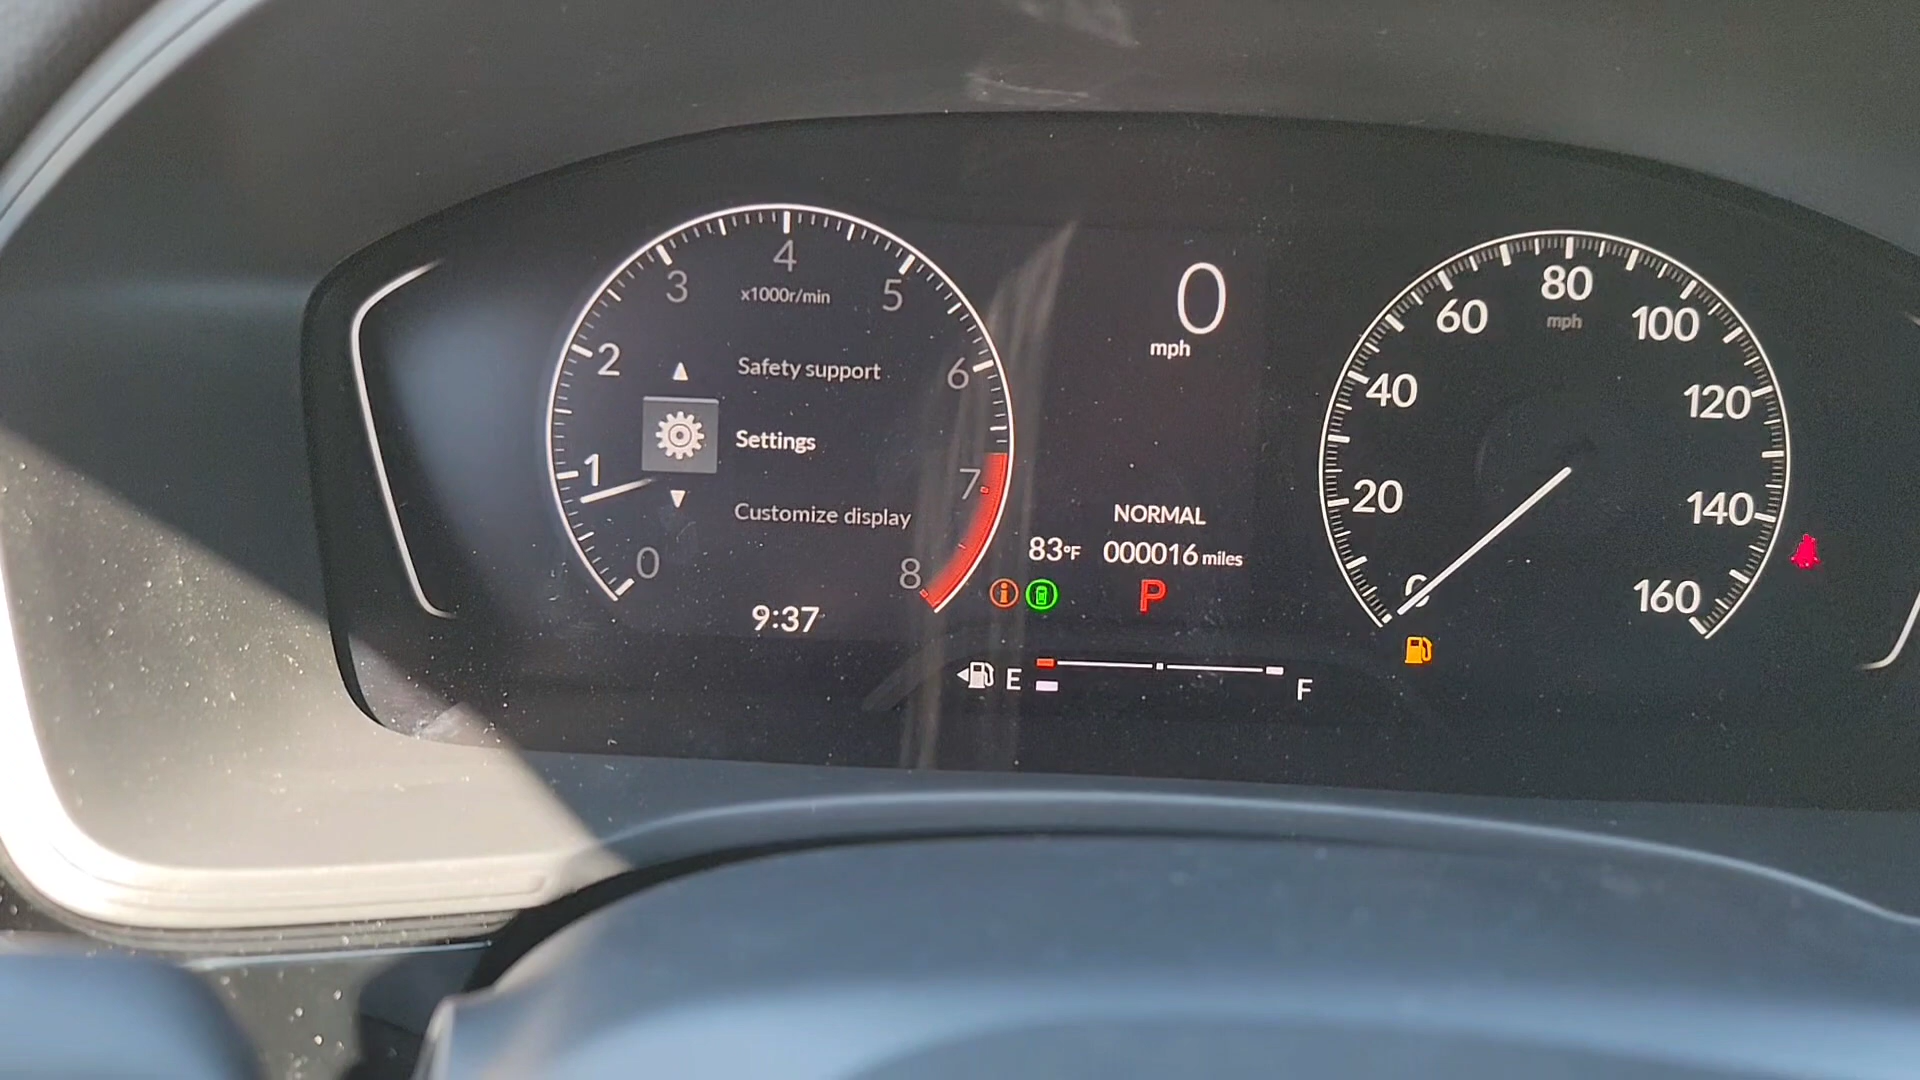 4
3
5
x1000r/min
2
6
Safety support
1
Settings
7
Customize display
0
8
9:37
0
mph
NORMAL
83°F
000016 miles
P
E
F
80
mph
60
100
40
120
20
140
0
160